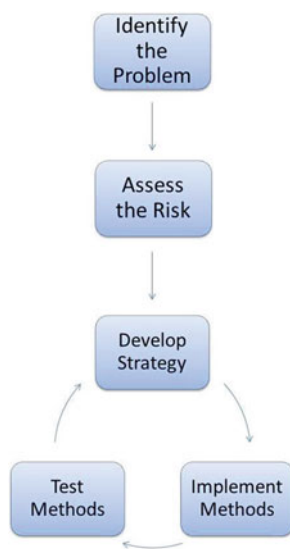 Identify
the
Problem
Assess
the Risk
Develop
Strategy
Test
Methods
Implement
Methods